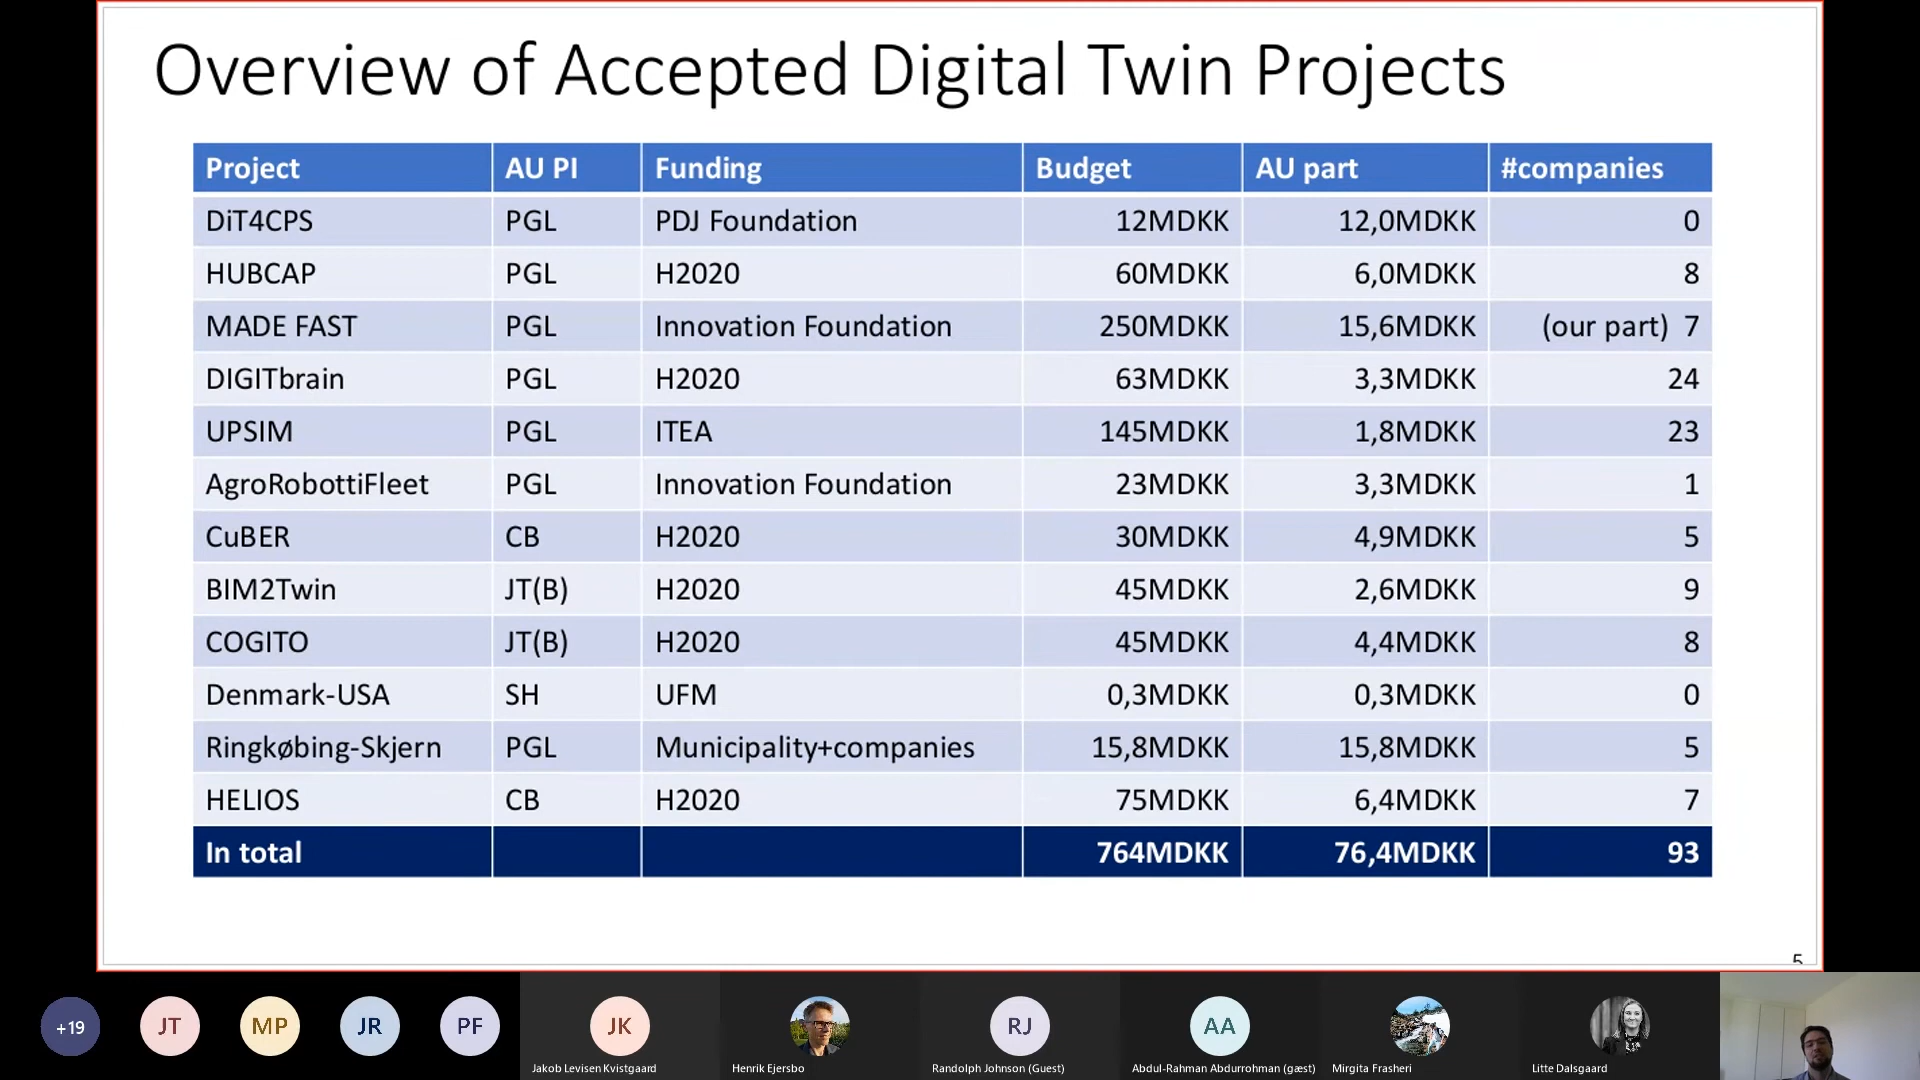 Overview of Accepted Digital Twin Projects
Project AU PI Funding Budget AU part #companies
DiT4CPS PGL PDJ Foundation 12MDKK 12,0MDKK 0
HUBCAP PGL H2020 60MDKK 6,0MDKK 8
MADE FAST PGL Innovation Foundation 250MDKK 15,6MDKK (our part) 7
DIGITbrain PGL H2020 63MDKK 3,3MDKK 24
UPSIM PGL ITEA 145MDKK 1,8MDKK 23
AgroRobottiFleet PGL Innovation Foundation 23MDKK 3,3MDKK 1
CuBER CB H2020 30MDKK 4,9MDKK 5
BIM2Twin JT(B) H2020 45MDKK 2,6MDKK 9
COGITO JT(B) H2020 45MDKK 4,4MDKK 8
Denmark-USA SH UFM 0,3MDKK 0,3MDKK 0
Ringkøbing-Skjern PGL Municipality+companies 15,8MDKK 15,8MDKK 5
HELIOS CB H2020 75MDKK 6,4MDKK 7
In total 764MDKK 76,4MDKK 93
5
+19 JT MP JR PF JK RJ AA
Jakob Levisen Kvistgaard Henrik Ejersbo Randolph Johnson (Guest) Abdul-Rahman Abdurrohman (gæst) Mirgita Frasheri Litte Dalsgaard